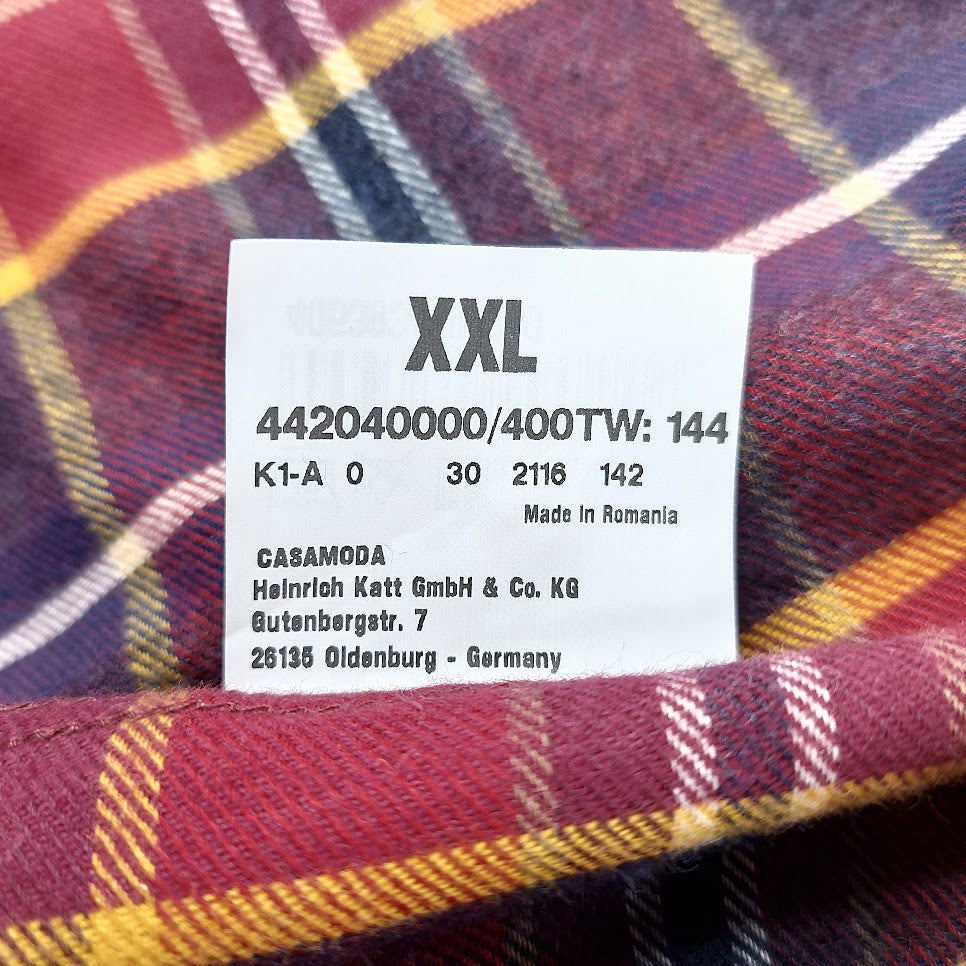 XXL
442040000/400TW: 144
K1-A 0 30 2116 142
Made in Romania
CASAMODA
Heinrich Katt GmbH & Co. KG
Gutenbergstr. 7
26135 Oldenburg - Germany